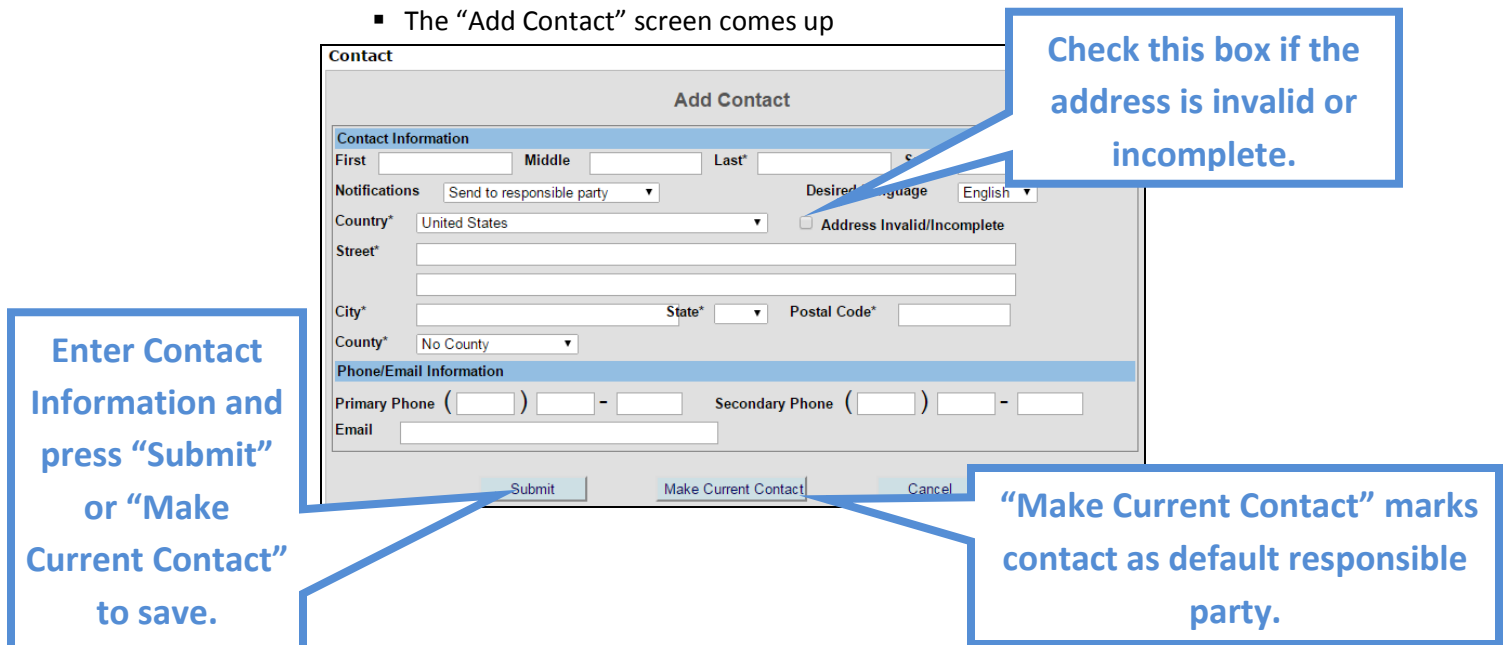 ▪ The “Add Contact” screen comes up
Contact
Add Contact
Contact Information
First Middle Last*
Notifications Send to responsible party Desired English
Country* United States Address Invalid/Incomplete
Street*
City* State* Postal Code*
County* No County
Phone/Email Information
Primary Phone ( ) - Secondary Phone ( ) -
Email
Submit Make Current Contact Cancel
Check this box if the
address is invalid or
incomplete.
Enter Contact
Information and
press “Submit”
or “Make
Current Contact”
to save.
“Make Current Contact” marks
contact as default responsible
party.